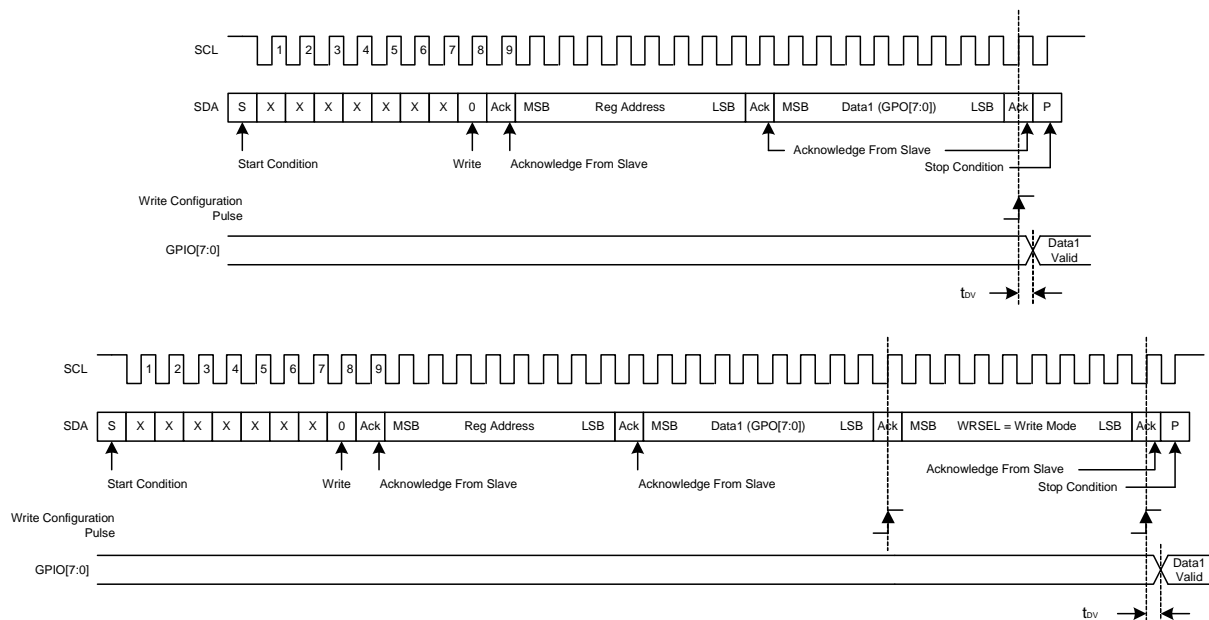 SCL 1 2 3 4 5 6 7 8 9
SDA S X X X X X X X 0 Ack MSB Reg Address LSB Ack MSB Data1 (GPO[7:0]) LSB Ack P
Start Condition Write Acknowledge From Slave Acknowledge From Slave
Stop Condition
Write Configuration
Pulse
GPIO[7:0] Data1
Valid
tDV
SCL 1 2 3 4 5 6 7 8 9
SDA S X X X X X X X 0 Ack MSB Reg Address LSB Ack MSB Data1 (GPO[7:0]) LSB Ack MSB WRSEL = Write Mode LSB Ack P
Acknowledge From Slave
Start Condition Write Acknowledge From Slave Acknowledge From Slave
Stop Condition
Write Configuration
Pulse
GPIO[7:0] Data1
Valid
tDV